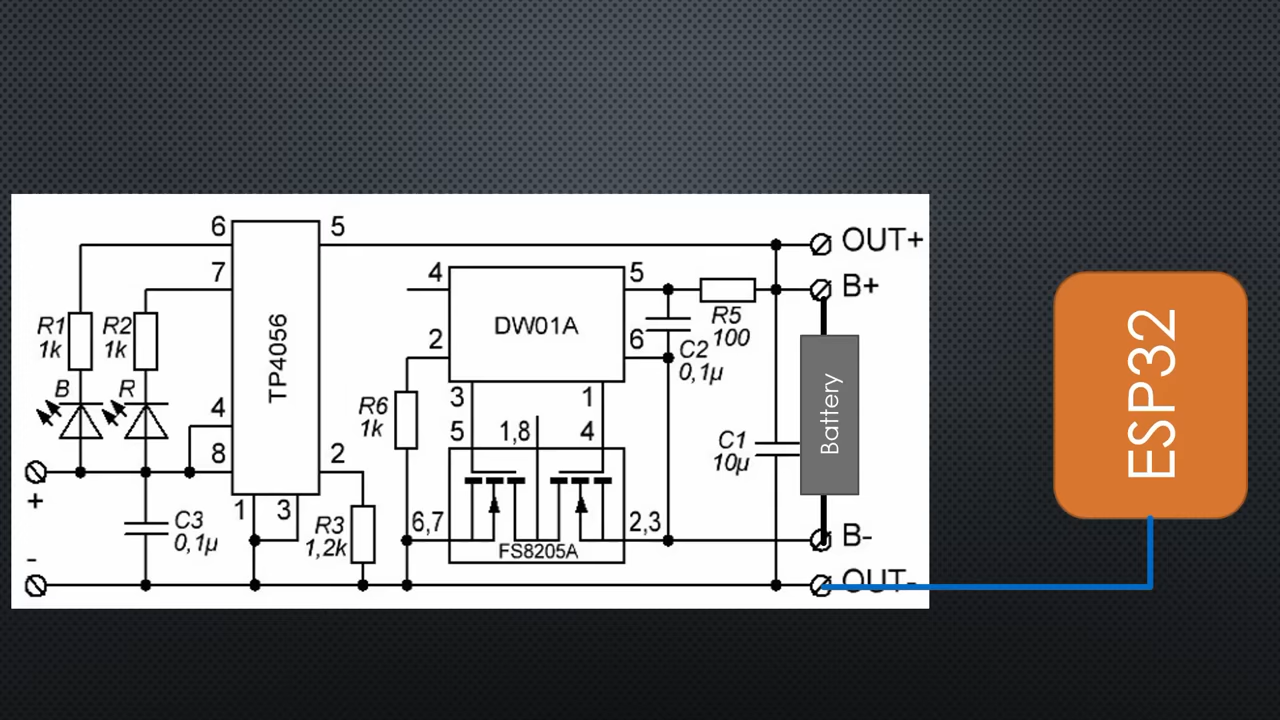 6
5
OUT+
7
4
5
B+
R1
1k
R2
1k
TP4056
DW01A
R5
100
2
6
C2
0,1µ
B
R
R6
1k
3
1
4
5
1,8
4
C1
10µ
Battery
ESP32
8
2
+
1
3
R3
1,2k
C3
0,1µ
6,7
2,3
FS8205A
B-
-
OUT-